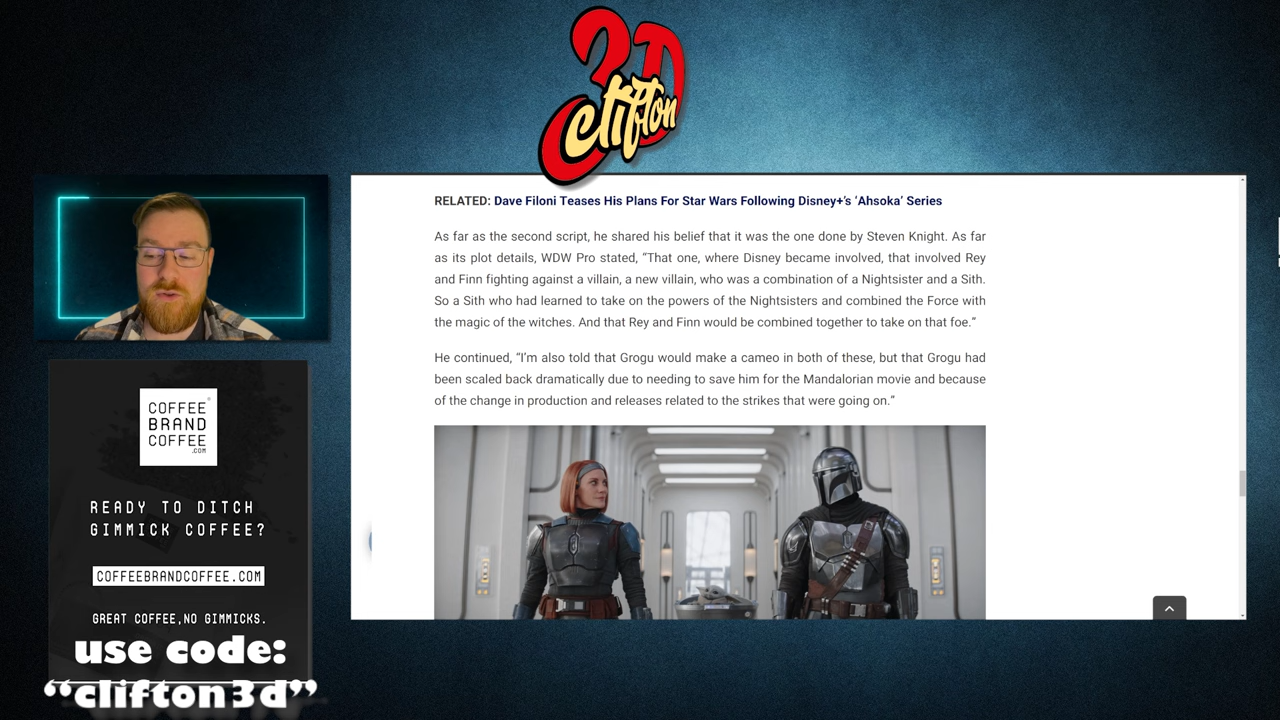 3D
clifton
RELATED: Dave Filoni Teases His Plans For Star Wars Following Disney+'s 'Ahsoka' Series
As far as the second script, he shared his belief that it was the one done by Steven Knight. As far
as its plot details, WDW Pro stated, “That one, where Disney became involved, that involved Rey
and Finn fighting against a villain, a new villain, who was a combination of a Nightsister and a Sith.
So a Sith who had learned to take on the powers of the Nightsisters and combined the Force with
the magic of the witches. And that Rey and Finn would be combined together to take on that foe.”
He continued, “I'm also told that Grogu would make a cameo in both of these, but that Grogu had
been scaled back dramatically due to needing to save him for the Mandalorian movie and because
of the change in production and releases related to the strikes that were going on.”
COFFEE®
BRAND
COFFEE
.COM
READY TO DITCH
GIMMICK COFFEE?
COFFEEBRANDCOFFEE.COM
GREAT COFFEE,NO GIMMICKS.
use code:
“clifton3d”